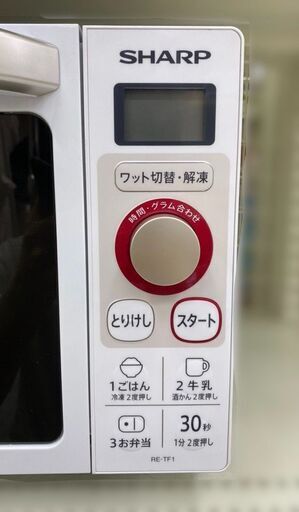 SHARP
ワット切替・解凍
時間・グラム合わせ
とりけし
スタート
1ごはん
冷凍2度押し
2牛乳
酒かん2度押し
3お弁当
30秒
1分2度押し
RE-TF1